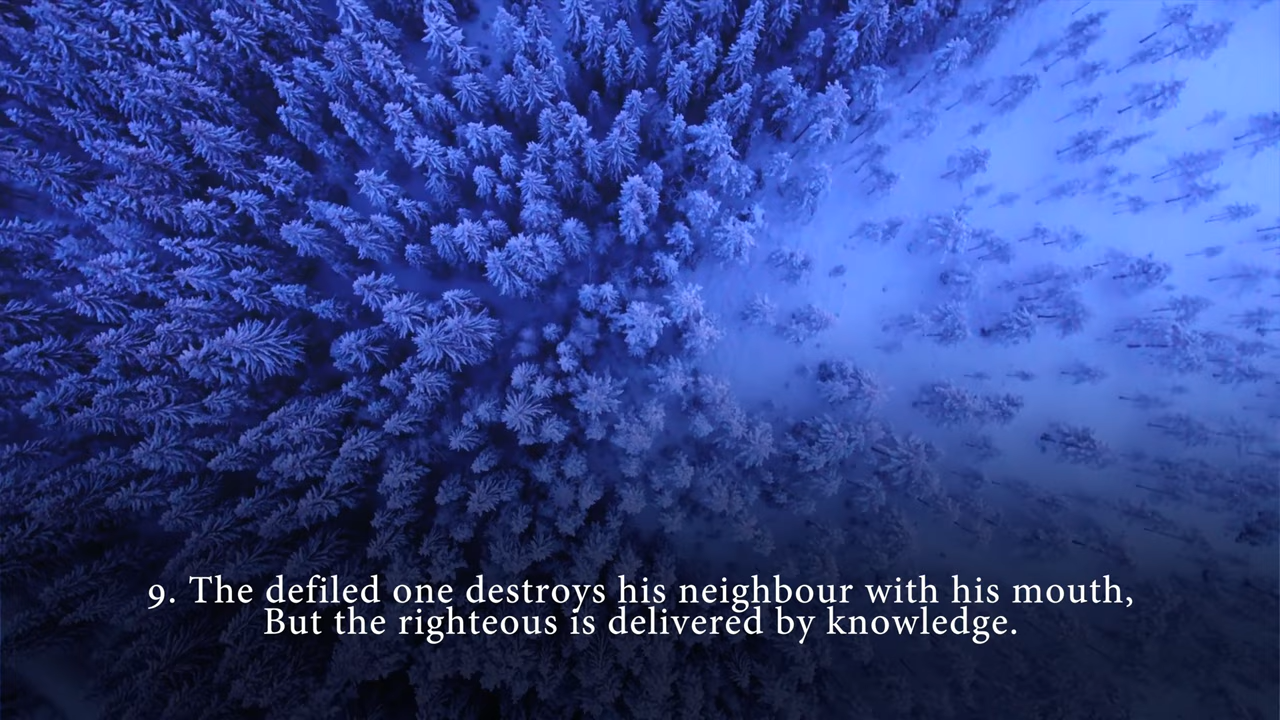 9. The defiled one destroys his neighbour with his mouth,
But the righteous is delivered by knowledge.